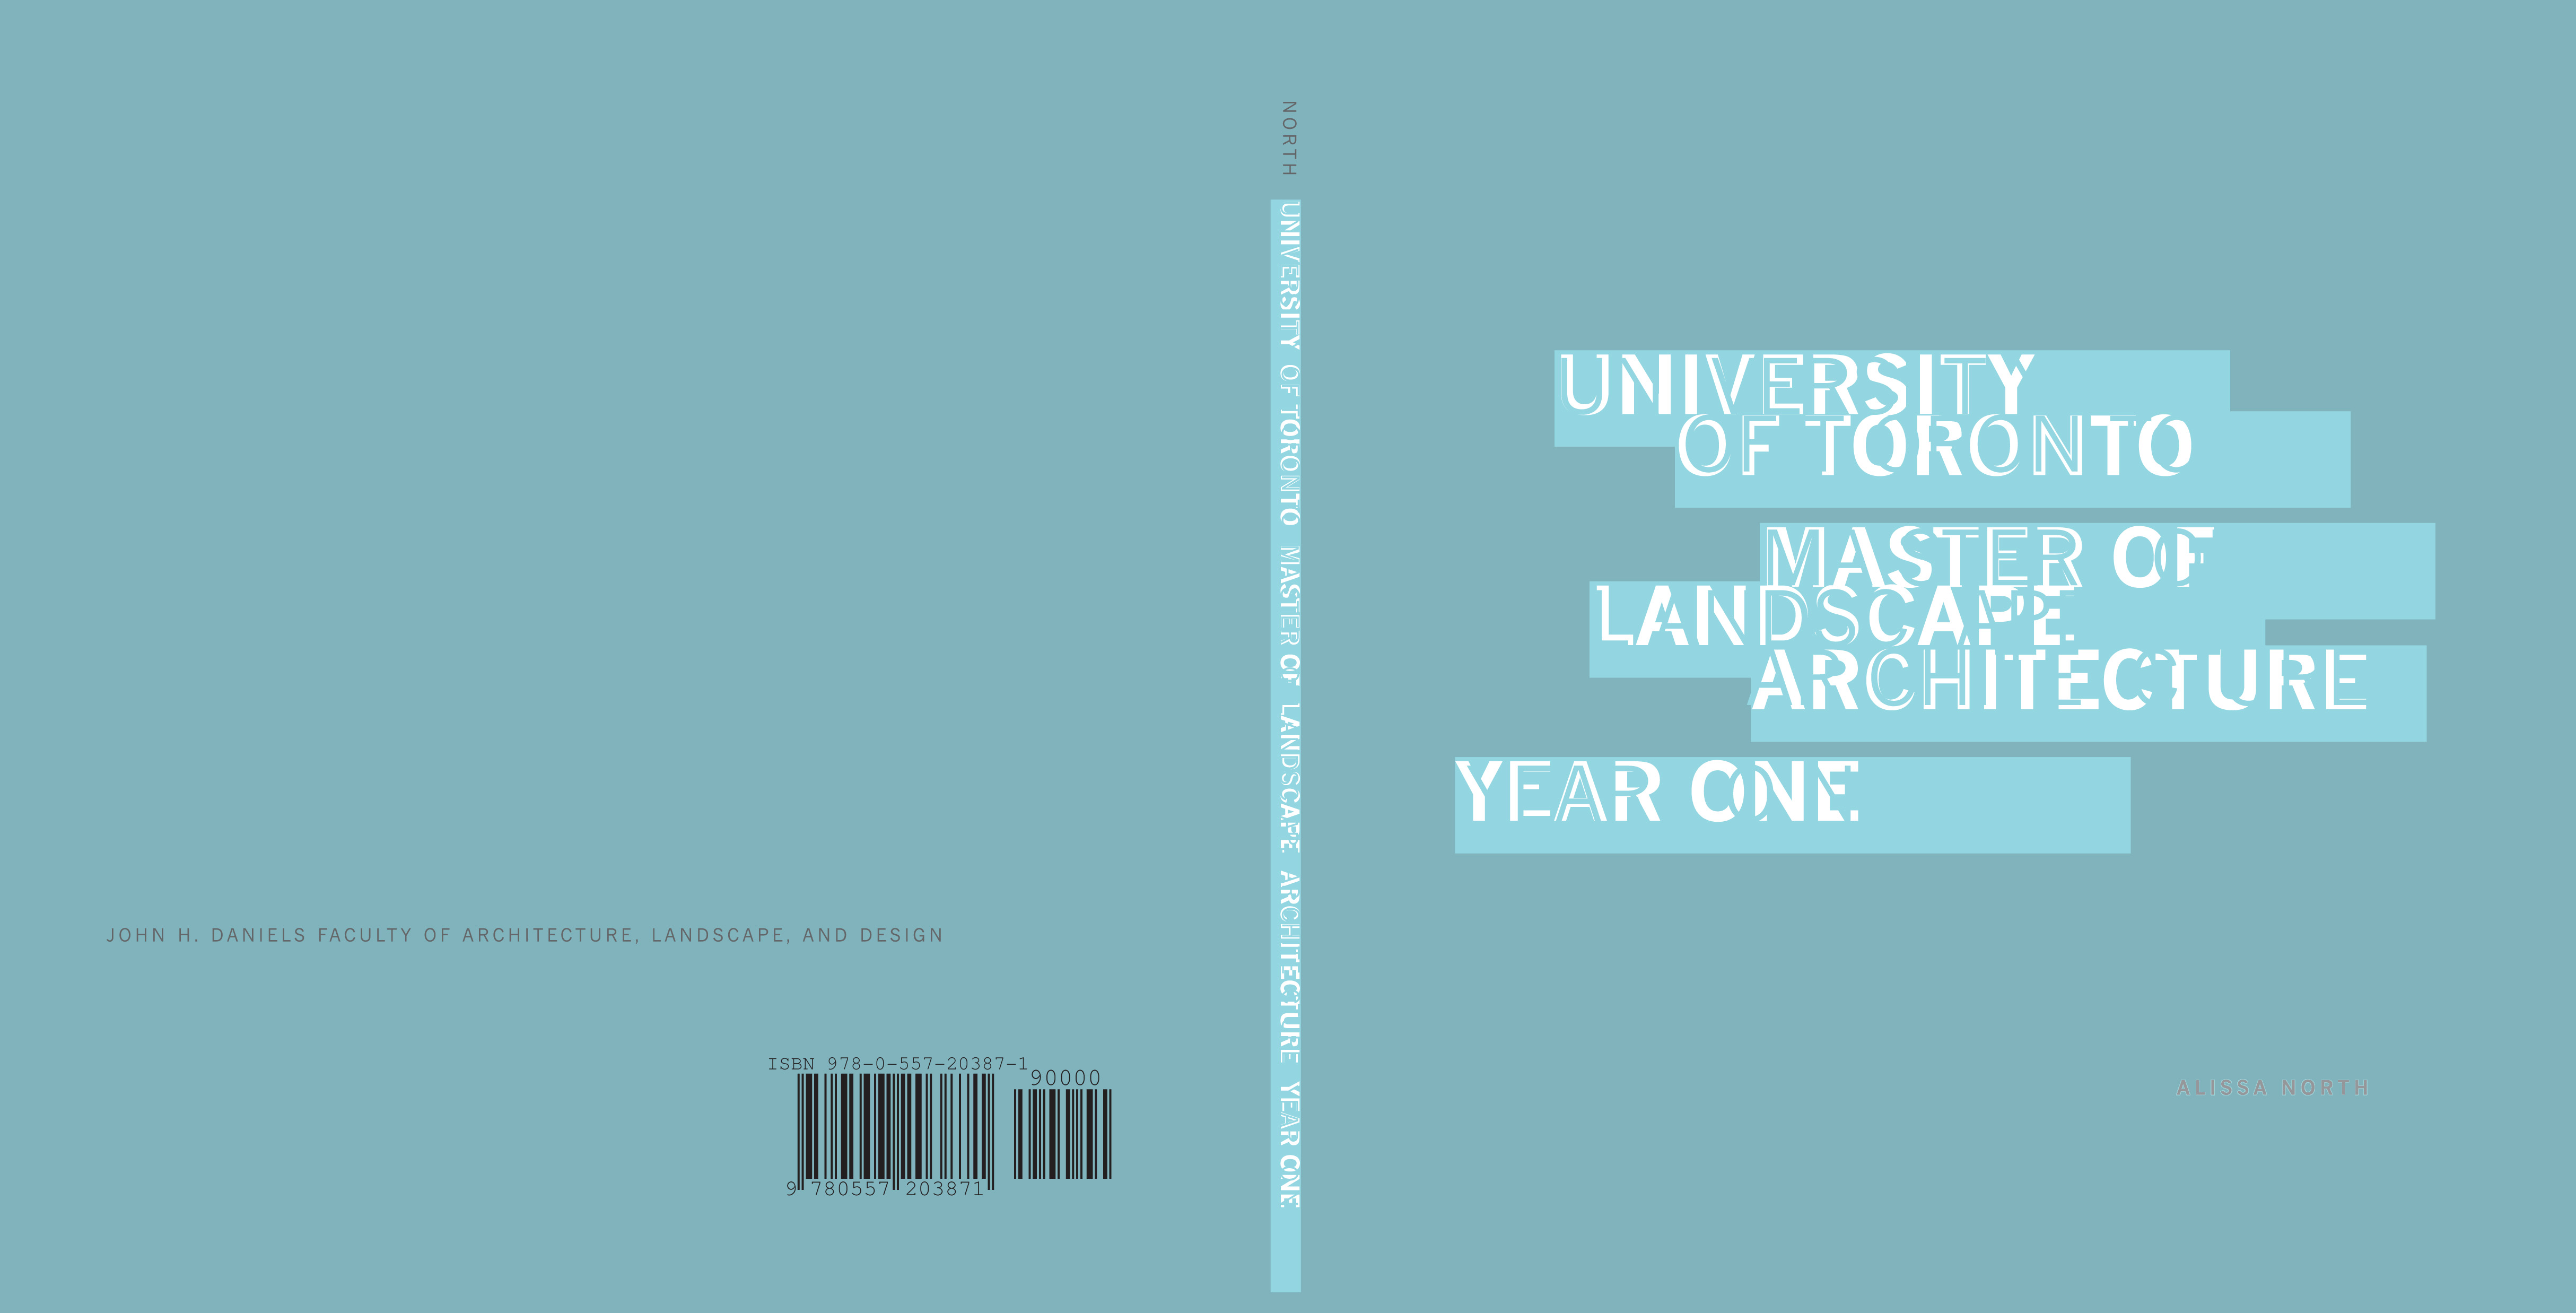 JOHN H. DANIELS FACULTY OF ARCHITECTURE, LANDSCAPE, AND DESIGN
ISBN 978-0-557-20387-1
90000
9 780557 203871
NORTH
UNIVERSITY OF TORONTO MASTER OF LANDSCAPE ARCHITECTURE YEAR ONE
UNIVERSITY
OF TORONTO
MASTER OF
LANDSCAPE
ARCHITECTURE
YEAR ONE
ALISSA NORTH